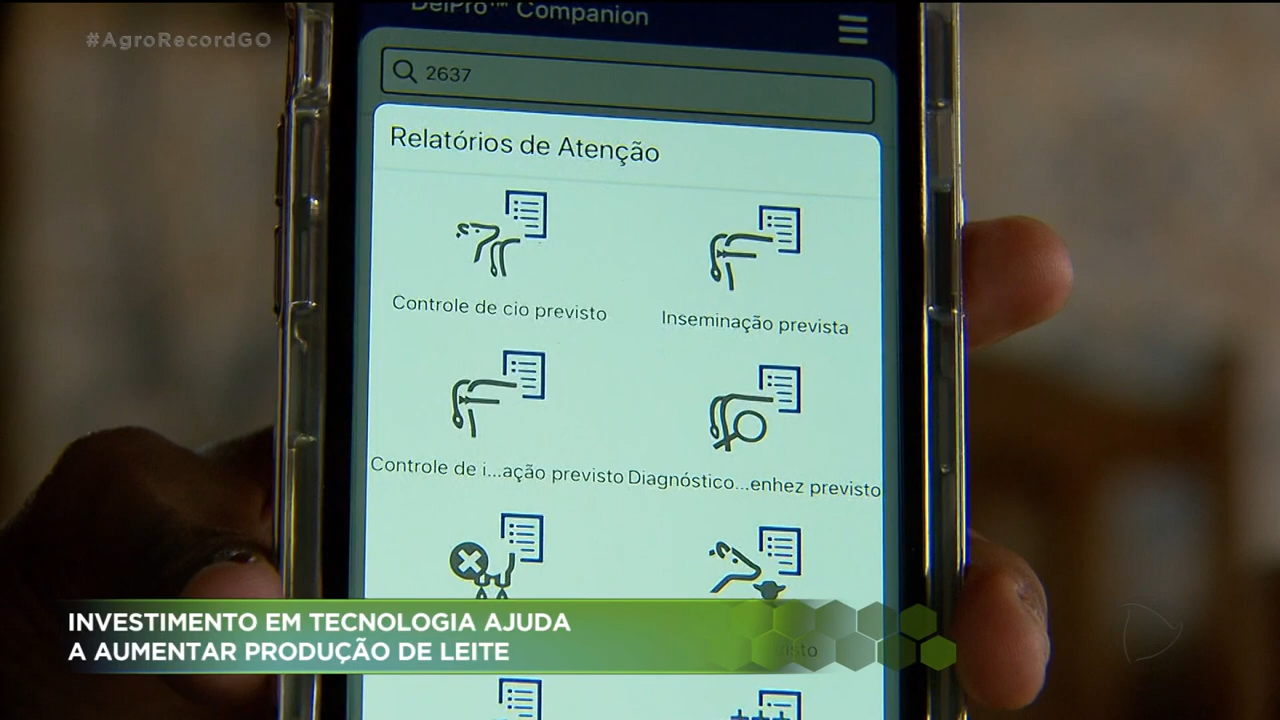 #AgroRecordGO
DelPro™ Companion
2637
Relatórios de Atenção
Controle de cio previsto
Inseminação prevista
Controle de i...ação previsto
Diagnóstico...enhez previsto
INVESTIMENTO EM TECNOLOGIA AJUDA
A AUMENTAR PRODUÇÃO DE LEITE